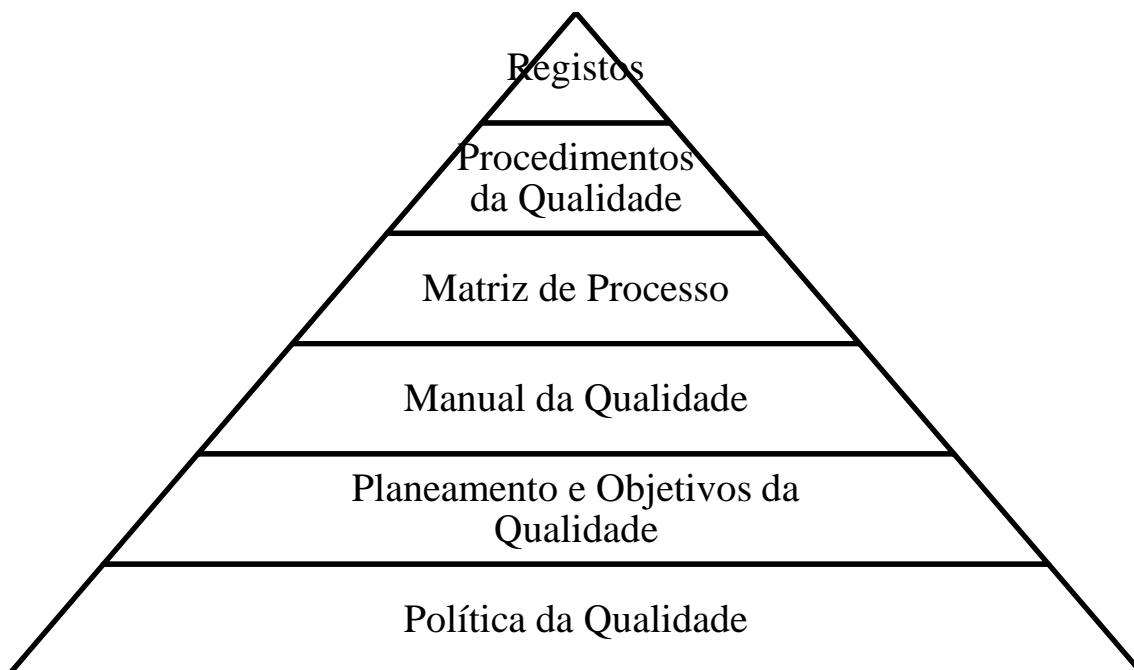 Registos
Procedimentos
da Qualidade
Matriz de Processo
Manual da Qualidade
Planeamento e Objetivos da
Qualidade
Política da Qualidade